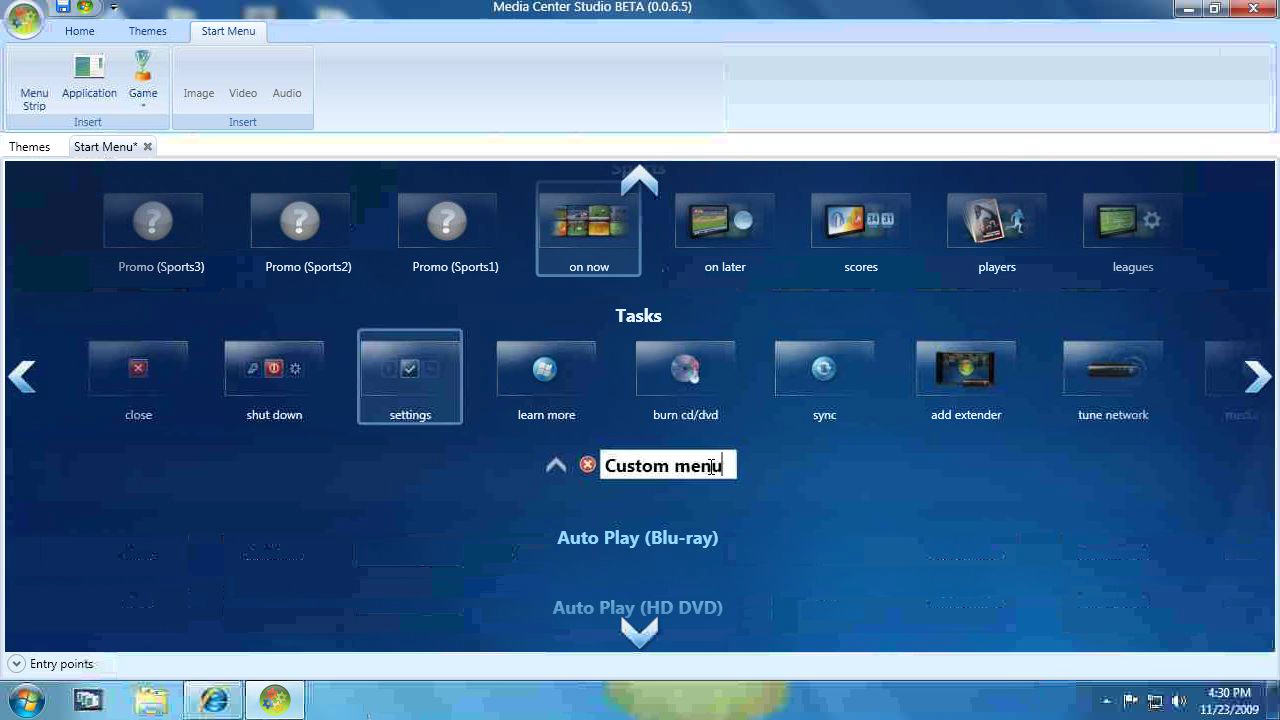 Media Center Studio BETA (0.0.6.5)
Home Themes Start Menu
Menu Strip Application Game Image Video Audio
Insert Insert
Themes Start Menu*
Sports
Promo (Sports3) Promo (Sports2) Promo (Sports1) on now on later scores players leagues
Tasks
close shut down settings learn more burn cd/dvd sync add extender tune network
Custom menu
Auto Play (Blu-ray)
Auto Play (HD DVD)
Entry points
4:30 PM
11/23/2009